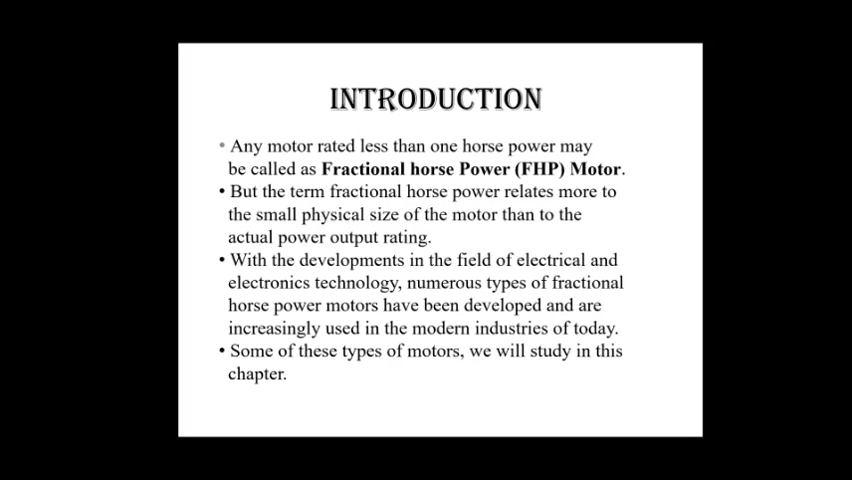 INTRODUCTION
• Any motor rated less than one horse power may
be called as Fractional horse Power (FHP) Motor.
• But the term fractional horse power relates more to
the small physical size of the motor than to the
actual power output rating.
• With the developments in the field of electrical and
electronics technology, numerous types of fractional
horse power motors have been developed and are
increasingly used in the modern industries of today.
• Some of these types of motors, we will study in this
chapter.